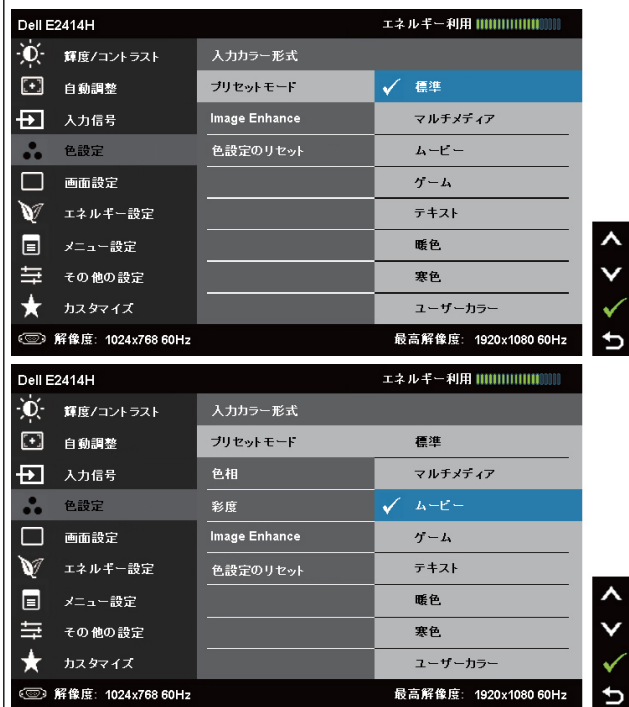 Dell E2414H エネルギー利用
輝度/コントラスト 入力カラー形式
自動調整 プリセットモード 標準
入力信号 Image Enhance マルチメディア
色設定 色設定のリセット ムービー
画面設定 ゲーム
エネルギー設定 テキスト
メニュー設定 暖色
その他の設定 寒色
カスタマイズ ユーザーカラー
解像度: 1024x768 60Hz 最高解像度: 1920x1080 60Hz
Dell E2414H エネルギー利用
輝度/コントラスト 入力カラー形式
自動調整 プリセットモード 標準
入力信号 色相 マルチメディア
色設定 彩度 ムービー
画面設定 Image Enhance ゲーム
エネルギー設定 色設定のリセット テキスト
メニュー設定 暖色
その他の設定 寒色
カスタマイズ ユーザーカラー
解像度: 1024x768 60Hz 最高解像度: 1920x1080 60Hz